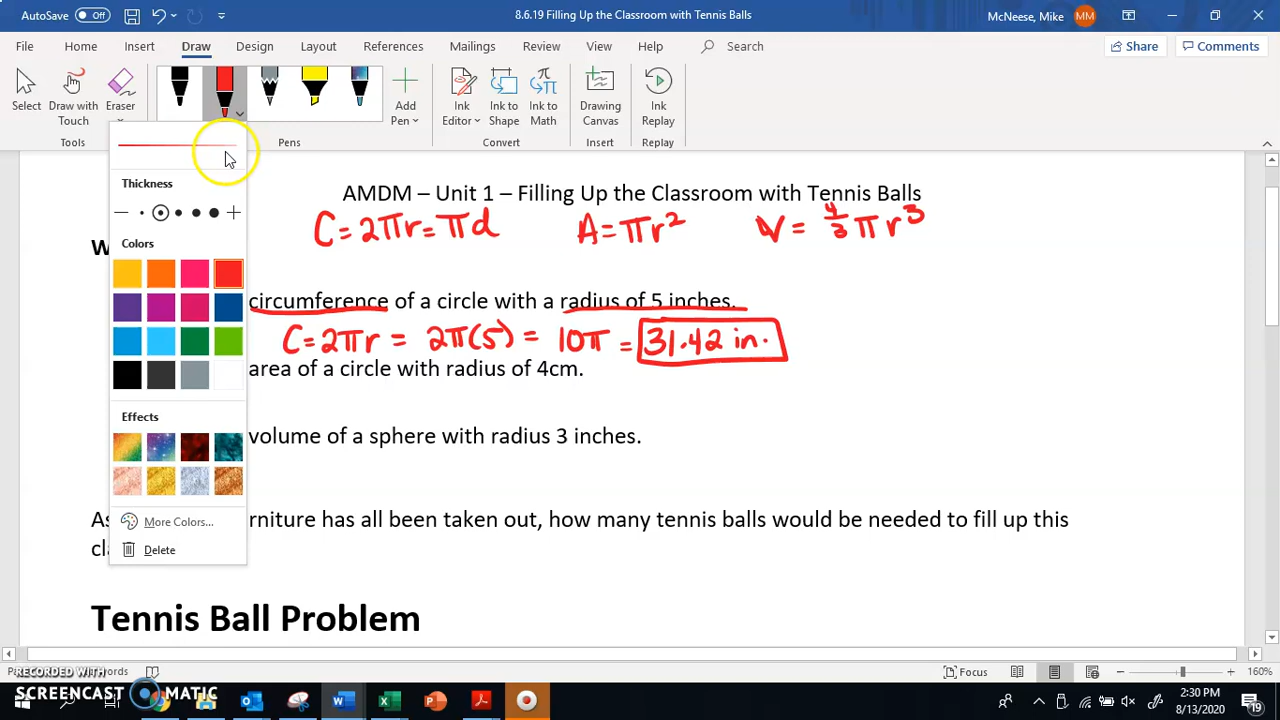 AutoSave Off
8.6.19 Filling Up the Classroom with Tennis Balls
McNeese, Mike MM
File Home Insert Draw Design Layout References Mailings Review View Help Search Share Comments
Select Draw with Touch Eraser Add Pen Ink Editor Ink to Shape Ink to Math Drawing Canvas Ink Replay
Tools Pens Convert Insert Replay
Thickness
Colors
Effects
More Colors...
Delete
AMDM – Unit 1 – Filling Up the Classroom with Tennis Balls
C = 2πr = πd A = πr² V = 4/3 πr³
W
circumference of a circle with a radius of 5 inches.
C = 2πr = 2π(5) = 10π = 31.42 in.
area of a circle with radius of 4cm.
volume of a sphere with radius 3 inches.
As rniture has all been taken out, how many tennis balls would be needed to fill up this
cla
Tennis Ball Problem
RECORDED WITH
SCREENCAST MATIC
words
Focus
160%
2:30 PM
8/13/2020
19